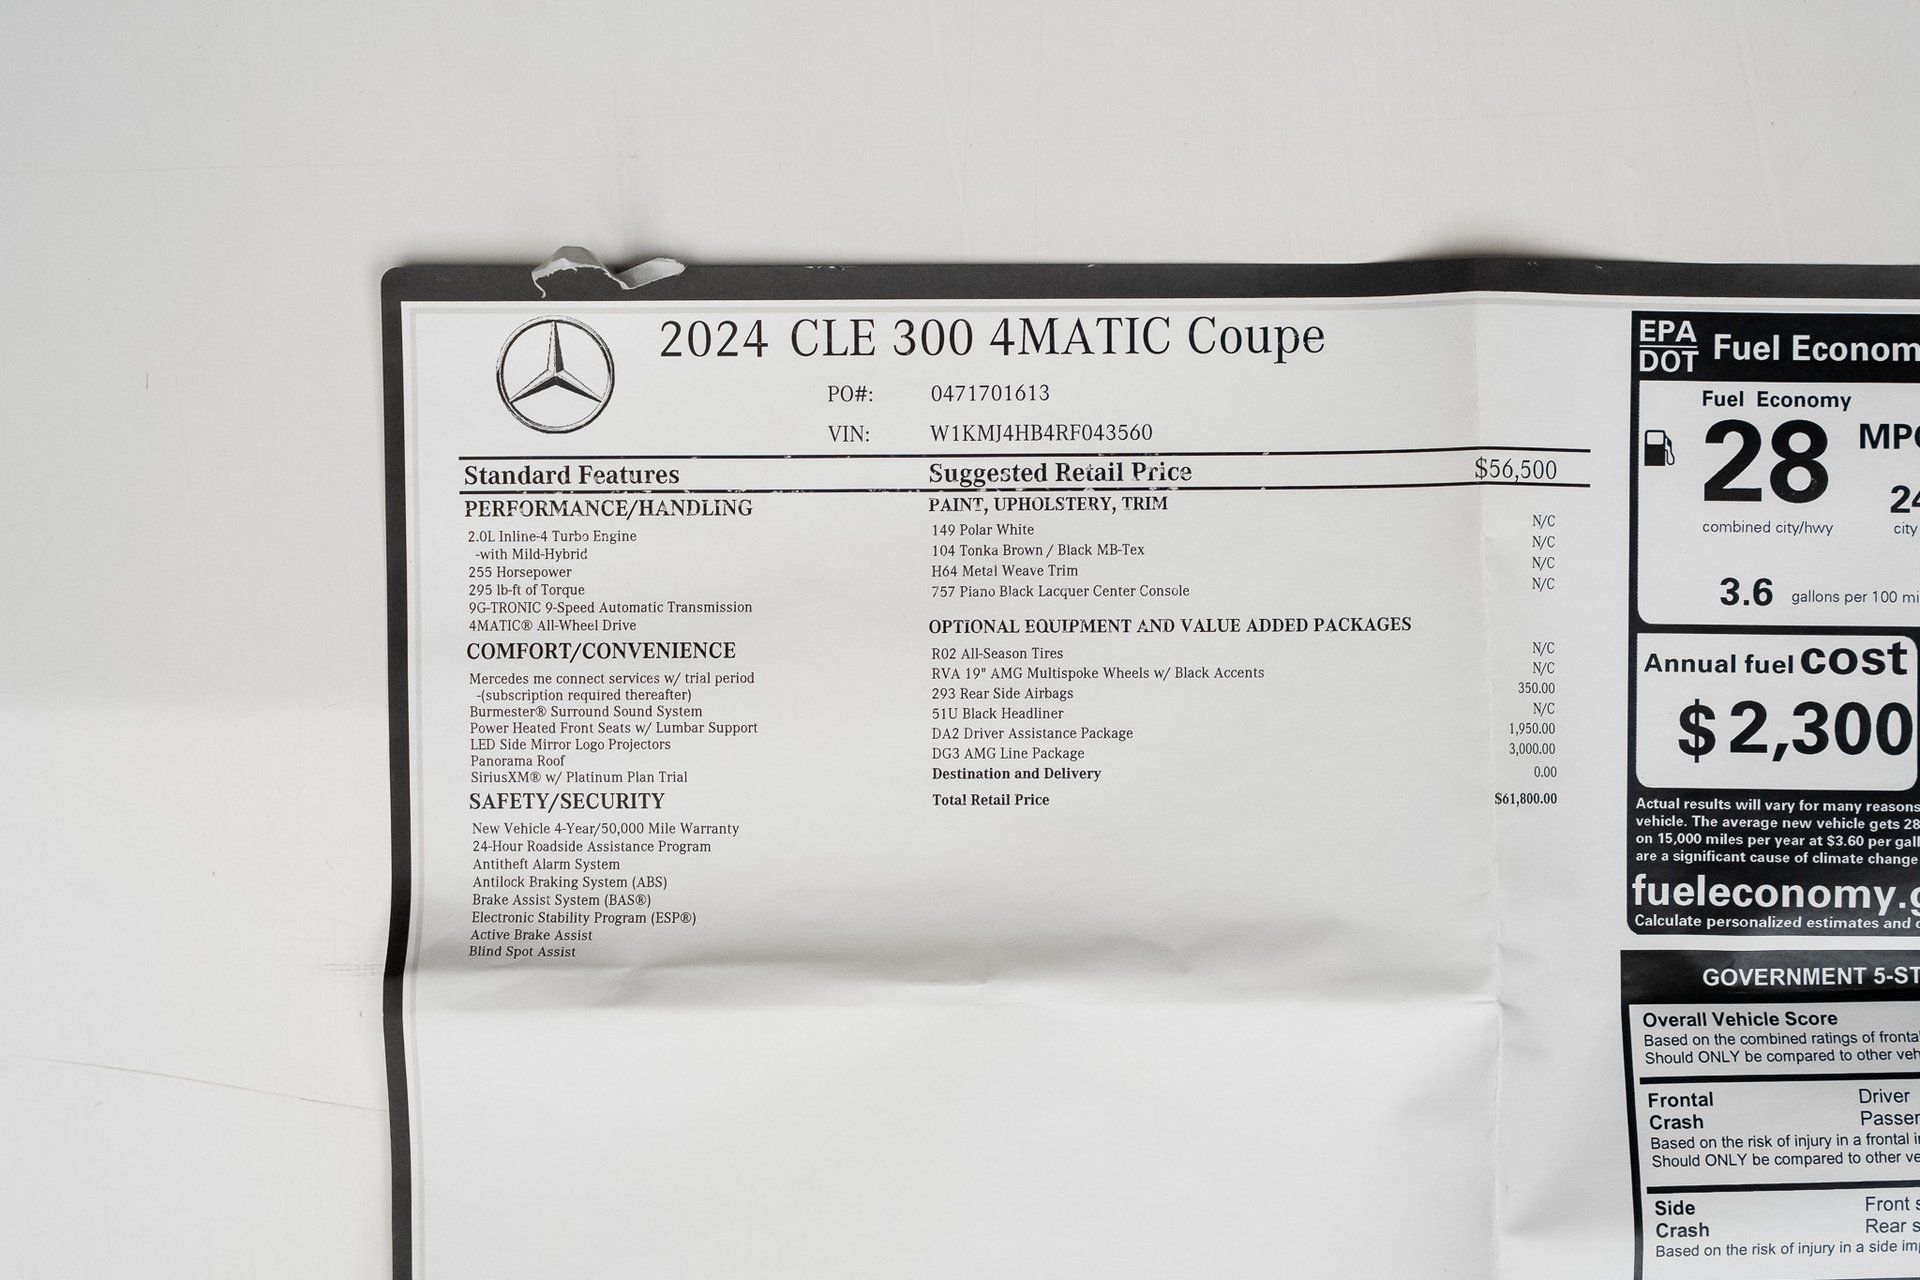 2024 CLE 300 4MATIC Coupe
PO#: 0471701613
VIN: W1KMJ4HB4RF043560
Standard Features
PERFORMANCE/HANDLING
2.0L Inline-4 Turbo Engine
-with Mild-Hybrid
255 Horsepower
295 lb-ft of Torque
9G-TRONIC 9-Speed Automatic Transmission
4MATIC® All-Wheel Drive
COMFORT/CONVENIENCE
Mercedes me connect services w/ trial period
-(subscription required thereafter)
Burmester® Surround Sound System
Power Heated Front Seats w/ Lumbar Support
LED Side Mirror Logo Projectors
Panorama Roof
SiriusXM® w/ Platinum Plan Trial
SAFETY/SECURITY
New Vehicle 4-Year/50,000 Mile Warranty
24-Hour Roadside Assistance Program
Antitheft Alarm System
Antilock Braking System (ABS)
Brake Assist System (BAS®)
Electronic Stability Program (ESP®)
Active Brake Assist
Blind Spot Assist
Suggested Retail Price $56,500
PAINT, UPHOLSTERY, TRIM
149 Polar White N/C
104 Tonka Brown / Black MB-Tex N/C
H64 Metal Weave Trim N/C
757 Piano Black Lacquer Center Console N/C
OPTIONAL EQUIPMENT AND VALUE ADDED PACKAGES
R02 All-Season Tires N/C
RVA 19" AMG Multispoke Wheels w/ Black Accents N/C
293 Rear Side Airbags 350.00
51U Black Headliner N/C
DA2 Driver Assistance Package 1,950.00
DG3 AMG Line Package 3,000.00
Destination and Delivery 0.00
Total Retail Price $61,800.00
EPA
DOT Fuel Econom
Fuel Economy
28 MPG
24
combined city/hwy city
3.6 gallons per 100 mi
Annual fuel cost
$2,300
Actual results will vary for many reasons
vehicle. The average new vehicle gets 28
on 15,000 miles per year at $3.60 per gall
are a significant cause of climate change
fueleconomy.g
Calculate personalized estimates and c
GOVERNMENT 5-ST
Overall Vehicle Score
Based on the combined ratings of fronta
Should ONLY be compared to other veh
Frontal Driver
Crash Passen
Based on the risk of injury in a frontal i
Should ONLY be compared to other ve
Side Front s
Crash Rear s
Based on the risk of injury in a side im